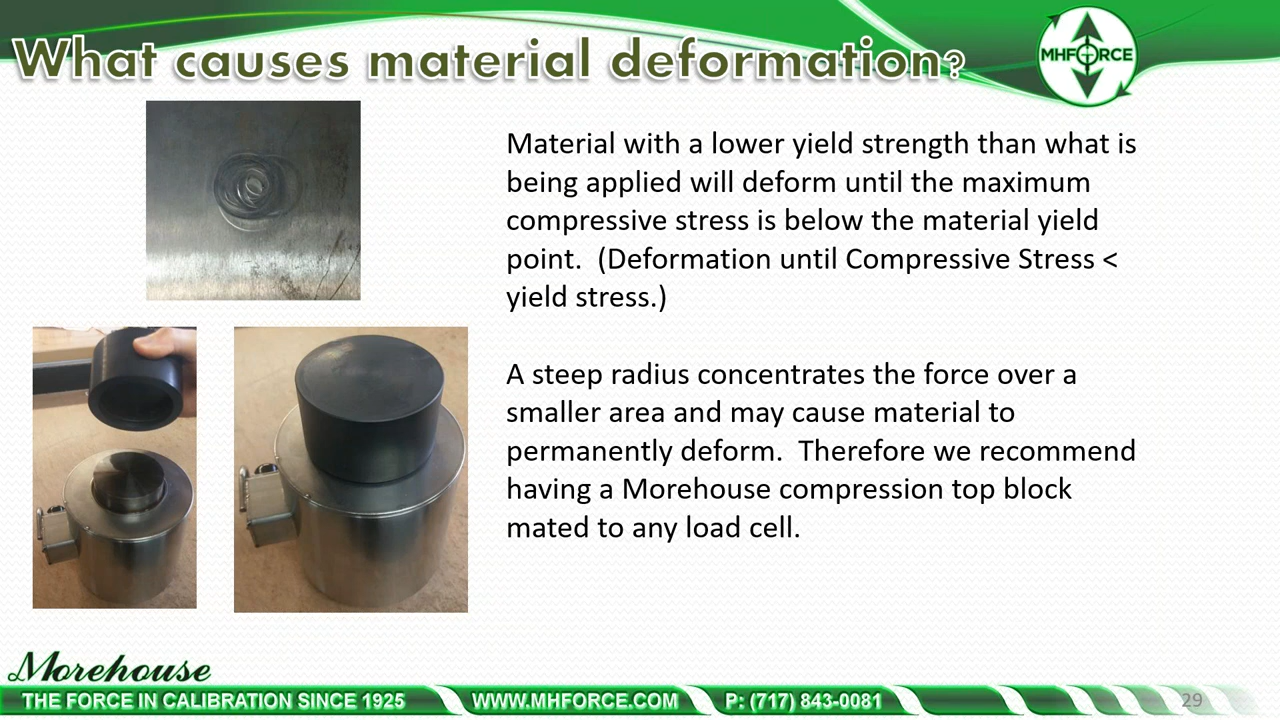 What causes material deformation?
MHFORCE
Material with a lower yield strength than what is
being applied will deform until the maximum
compressive stress is below the material yield
point.  (Deformation until Compressive Stress <
yield stress.)
A steep radius concentrates the force over a
smaller area and may cause material to
permanently deform.  Therefore we recommend
having a Morehouse compression top block
mated to any load cell.
Morehouse
THE FORCE IN CALIBRATION SINCE 1925
WWW.MHFORCE.COM
P: (717) 843-0081
29